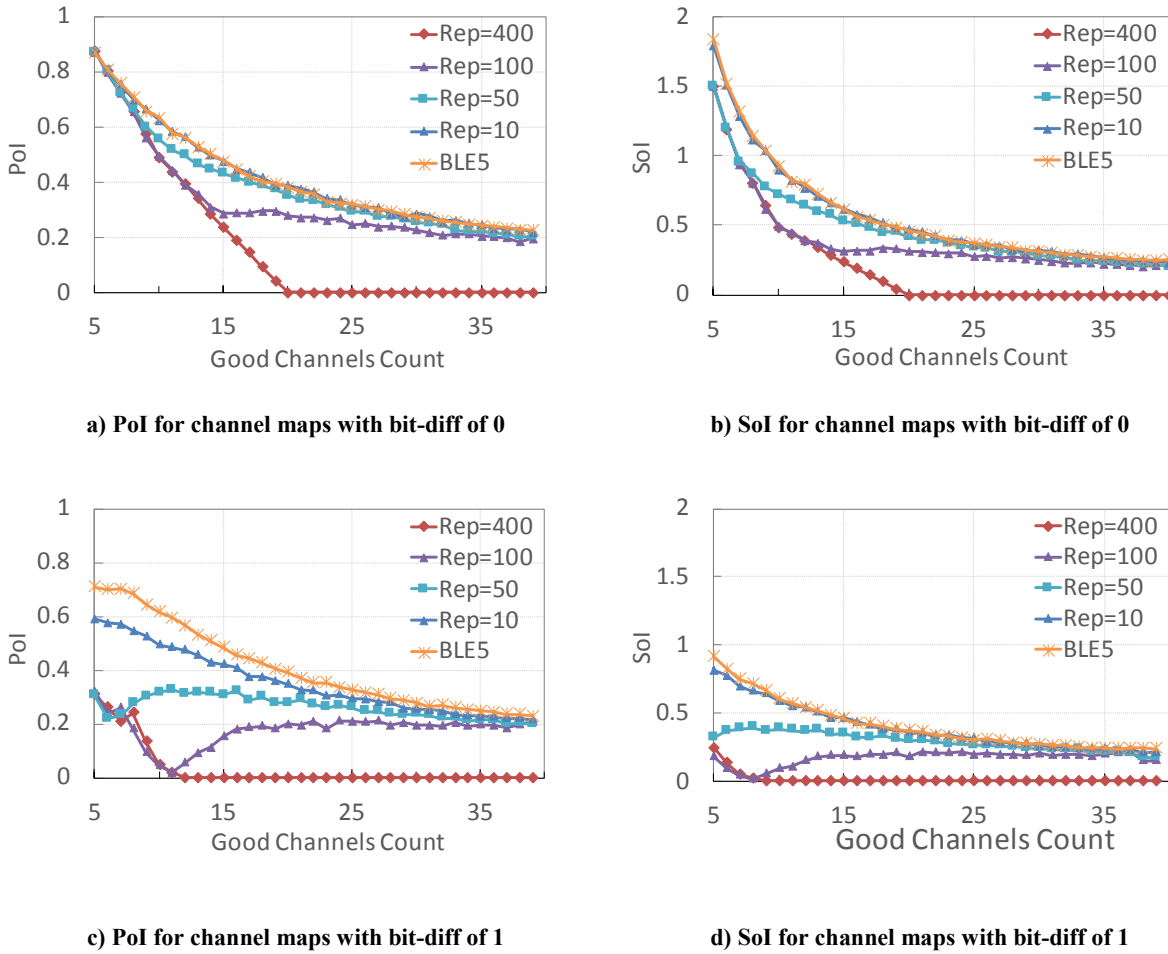 1
0.8
0.6
0.4
0.2
0
PoI
5
15
25
35
Good Channels Count
Rep=400
Rep=100
Rep=50
Rep=10
BLE5
a) PoI for channel maps with bit-diff of 0
2
1.5
1
0.5
0
SoI
5
15
25
35
Good Channels Count
Rep=400
Rep=100
Rep=50
Rep=10
BLE5
b) SoI for channel maps with bit-diff of 0
1
0.8
0.6
0.4
0.2
0
PoI
5
15
25
35
Good Channels Count
Rep=400
Rep=100
Rep=50
Rep=10
BLE5
c) PoI for channel maps with bit-diff of 1
2
1.5
1
0.5
0
SoI
5
15
25
35
Good Channels Count
Rep=400
Rep=100
Rep=50
Rep=10
BLE5
d) SoI for channel maps with bit-diff of 1